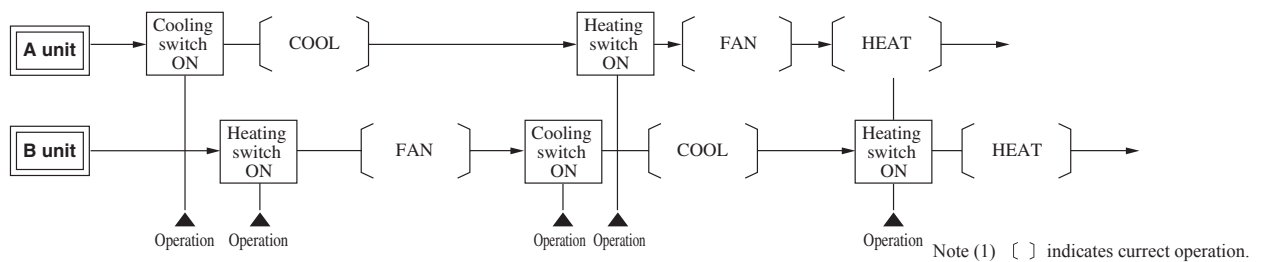 A unit
Cooling
switch
ON
COOL
Heating
switch
ON
FAN
HEAT
B unit
Heating
switch
ON
FAN
Cooling
switch
ON
COOL
Heating
switch
ON
HEAT
Operation
Operation
Operation
Operation
Operation
Note (1) 〔 〕 indicates currect operation.